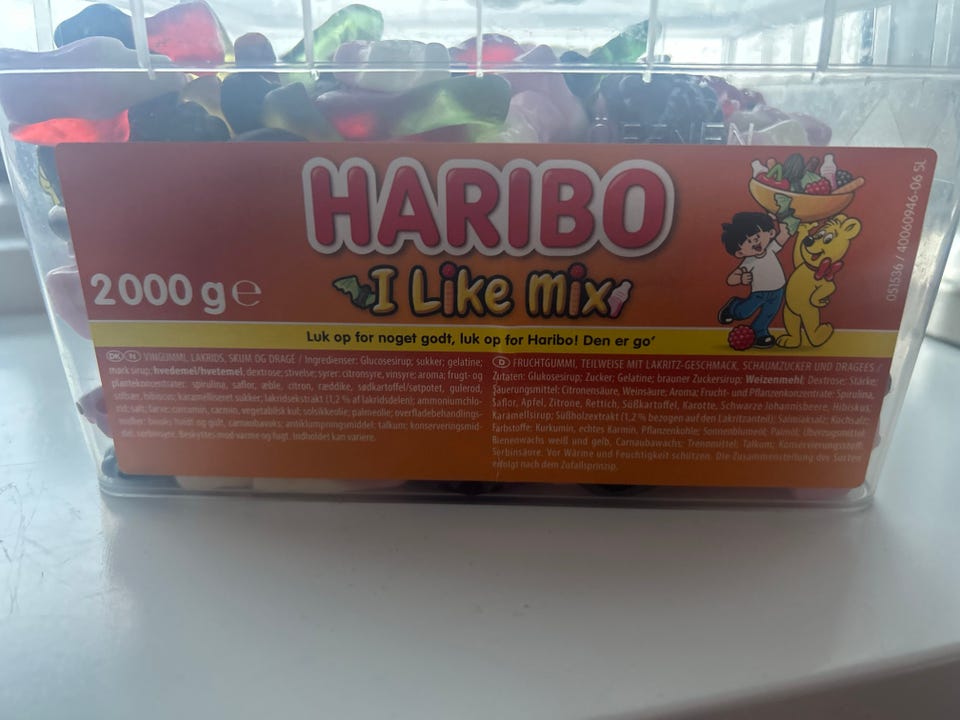 HARIBO
I Like mix
2000 g e
Luk op for noget godt, luk op for Haribo! Den er go'
051536 / 40060946-06 5L
DK N VINGUMMI, LAKRIDS, SKUM OG DRAGÉ / Ingredienser: Glucosesirup; sukker; gelatine;
mørk sirup; hvedemel/hvetemel, dextrose; stivelse; syrer: citronsyre, vinsyre; aroma; frugt- og
plantekoncentrater: spirulina, saflor, æble, citron, ræddike, sødkartoffel/søtpotet, gulerod,
hibiscus; karamelliseret sukker; lakridsekstrakt (1,2 % af lakridsdelen); ammoniumchlo-
rid; salt; farve: curcumin, carmin, vegetabilsk kul; solsikkeolie; palmeolie; overfladebehandlings-
midler: bivoks hvidt og gult, carnaubavoks; antiklumpningsmiddel: talkum; konserveringsmid-
del: sorbinsyre. Beskyttes mod varme og fugt. Indholdet kan variere.
D FRUCHTGUMMI, TEILWEISE MIT LAKRITZ-GESCHMACK, SCHAUMZUCKER UND DRAGEES /
Zutaten: Glukosesirup; Zucker; Gelatine; brauner Zuckersirup; Weizenmehl; Dextrose; Stärke;
Säuerungsmittel: Citronensäure, Weinsäure; Aroma; Frucht- und Pflanzenkonzentrate: Spirulina,
Saflor, Apfel, Zitrone, Rettich, Süßkartoffel, Karotte, Schwarze Johannisbeere, Hibiskus;
Karamellsirup; Süßholzextrakt (1,2 % bezogen auf den Lakritzanteil); Salmiaksalz; Kochsalz;
Farbstoffe: Kurkumin, echtes Karmin, Pflanzenkohle; Sonnenblumenöl; Palmöl; Überzugsmittel:
Bienenwachs weiß und gelb, Carnaubawachs; Trennmittel: Talkum; Konservierungsstoff:
Sorbinsäure. Vor Wärme und Feuchtigkeit schützen. Die Zusammenstellung der Sorten
erfolgt nach dem Zufallsprinzip.